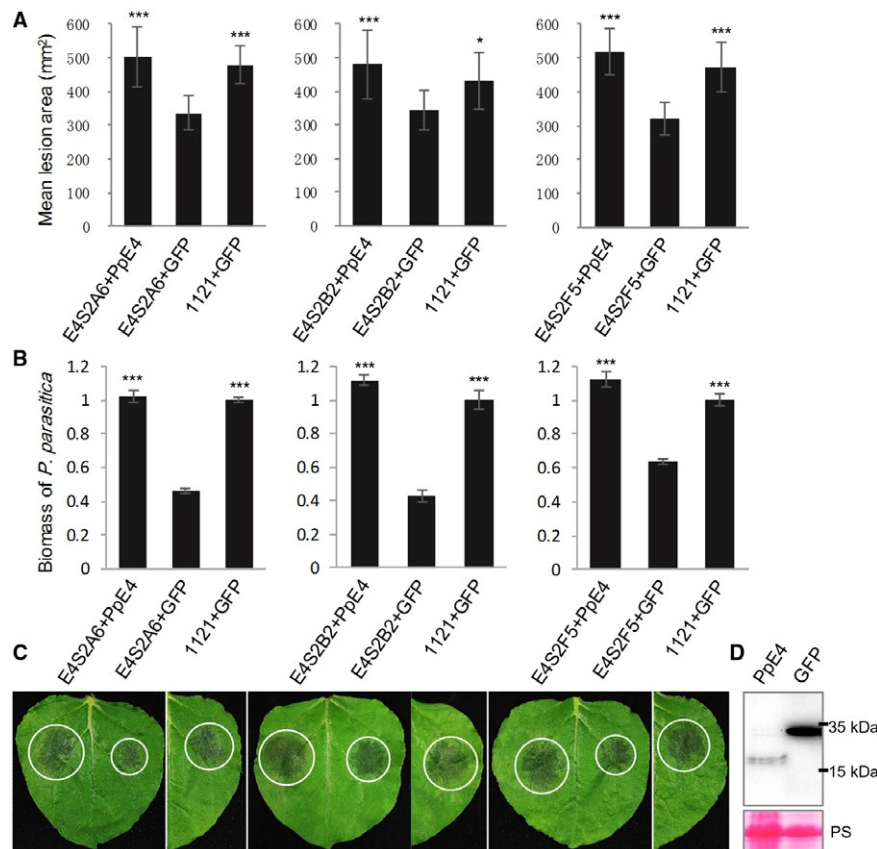 A
Mean lesion area (mm²)
600
500
400
300
200
100
0
***
***
E4S2A6+PpE4
E4S2A6+GFP
1121+GFP
600
500
400
300
200
100
0
***
*
E4S2B2+PpE4
E4S2B2+GFP
1121+GFP
600
500
400
300
200
100
0
***
***
E4S2F5+PpE4
E4S2F5+GFP
1121+GFP
B
Biomass of P. parasitica
1.2
1
0.8
0.6
0.4
0.2
0
***
***
E4S2A6+PpE4
E4S2A6+GFP
1121+GFP
1.2
1
0.8
0.6
0.4
0.2
0
***
***
E4S2B2+PpE4
E4S2B2+GFP
1121+GFP
1.2
1
0.8
0.6
0.4
0.2
0
***
***
E4S2F5+PpE4
E4S2F5+GFP
1121+GFP
C
D
PpE4
GFP
35 kDa
15 kDa
PS